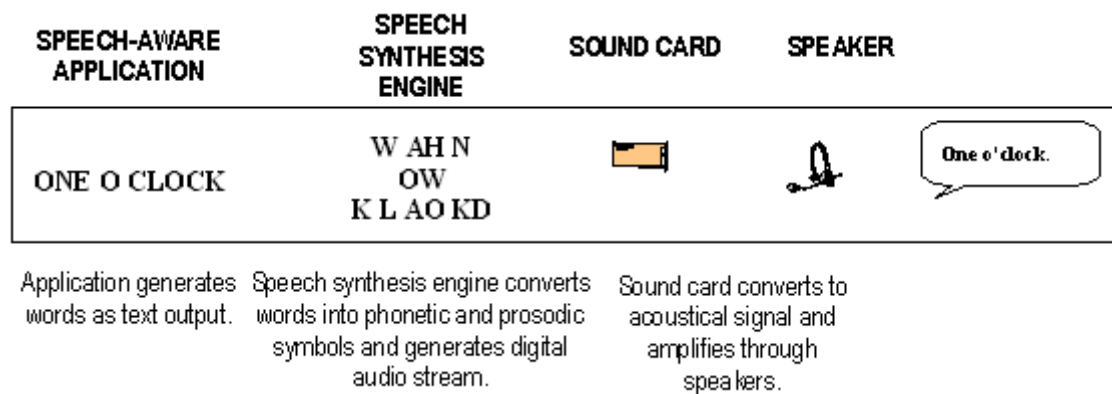 SPEECH-AWARE
APPLICATION
SPEECH
SYNTHESIS
ENGINE
SOUND CARD
SPEAKER
ONE O CLOCK
W AH N
OW
K L AO KD
One o'clock.
Application generates
words as text output.
Speech synthesis engine converts
words into phonetic and prosodic
symbols and generates digital
audio stream.
Sound card converts to
acoustical signal and
amplifies through
speakers.